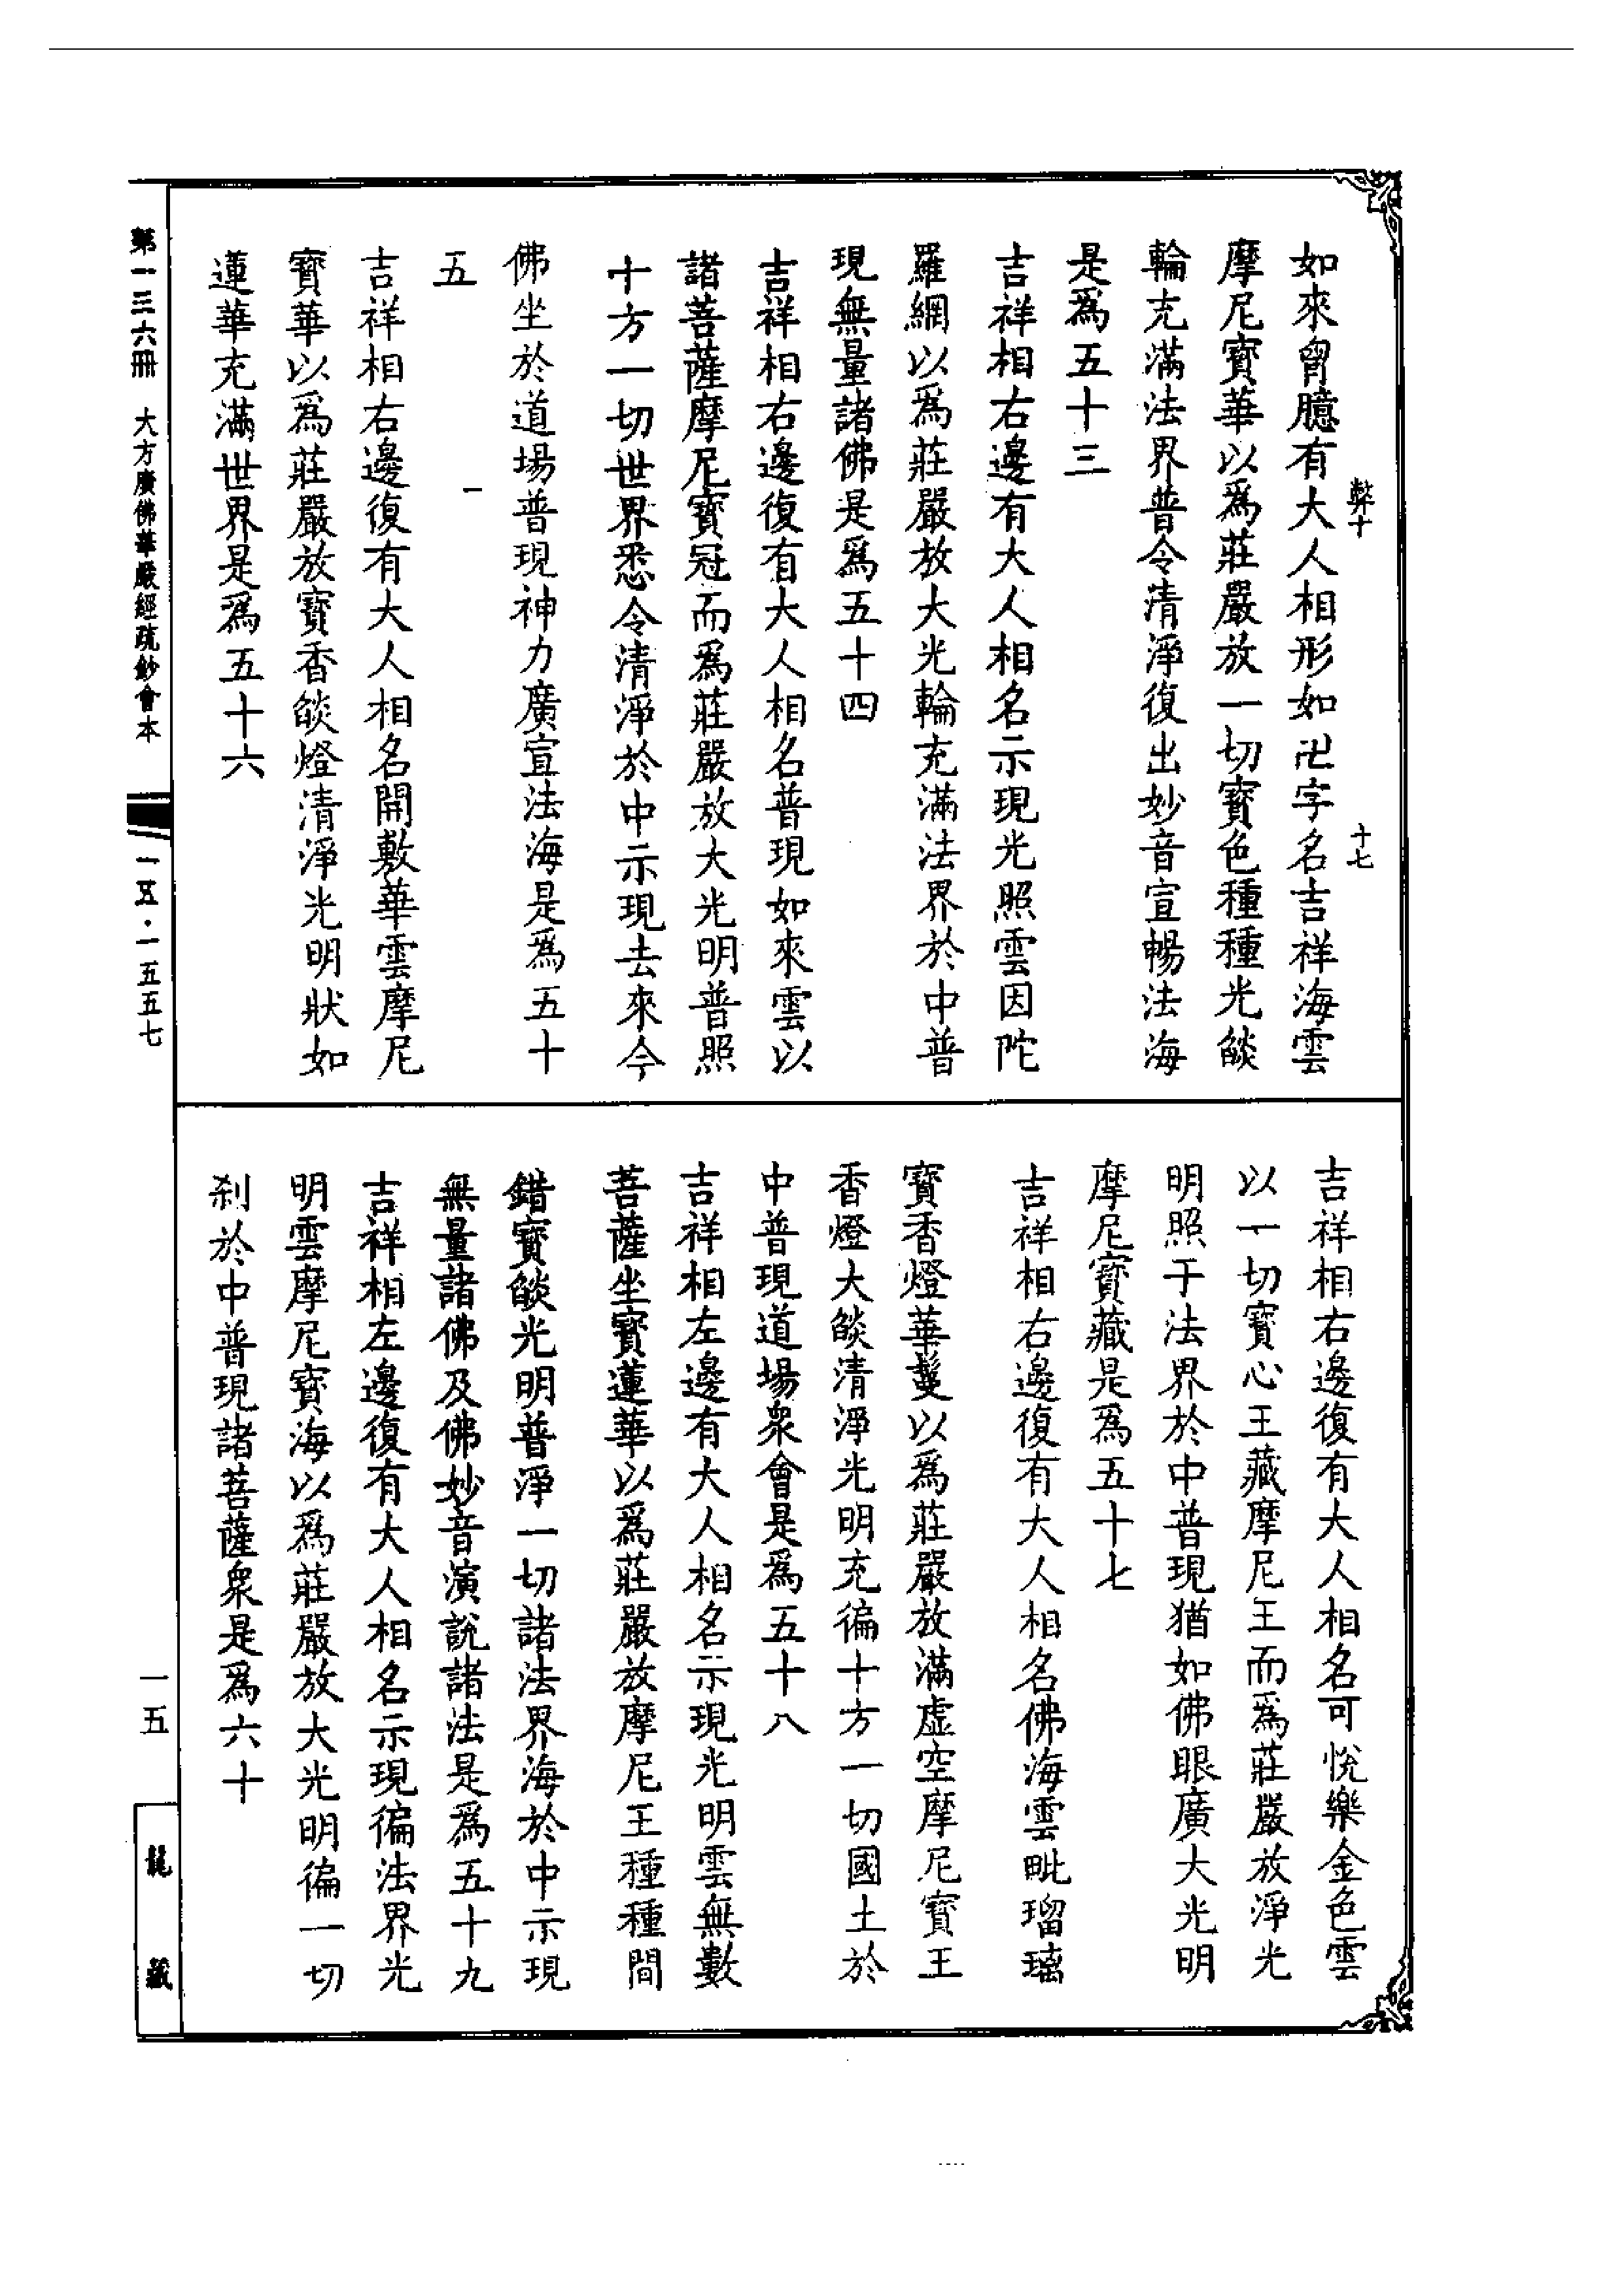 弊十
十七
如來胷臆有大人相形如卍字名吉祥海雲
摩尼寶華以爲莊嚴放一切寶色種種光燄
輪充滿法界普令清淨復出妙音宣暢法海
是爲五十三
吉祥相右邊有大人相名示現光照雲因陀
羅網以爲莊嚴放大光輪充滿法界於中普
現無量諸佛是爲五十四
吉祥相右邊復有大人相名普現如來雲以
諸菩薩摩尼寶冠而爲莊嚴放大光明普照
十方一切世界悉令清淨於中示現去來今
佛坐於道場普現神力廣宣法海是爲五十
五
吉祥相右邊復有大人相名開敷華雲摩尼
寶華以爲莊嚴放寶香燄燈清淨光明狀如
蓮華充滿世界是爲五十六
吉祥相右邊復有大人相名可悅樂金色雲
以一切寶心王藏摩尼王而爲莊嚴放淨光
明照于法界於中普現猶如佛眼廣大光明
摩尼寶藏是爲五十七
吉祥相右邊復有大人相名佛海雲毗瑠璃
寶香燈華鬘以爲莊嚴放滿虛空摩尼寶王
香燈大燄清淨光明充徧十方一切國土於
中普現道場衆會是爲五十八
吉祥相左邊有大人相名示現光明雲無數
菩薩坐寶蓮華以爲莊嚴放摩尼王種種間
錯寶燄光明普淨一切諸法界海於中示現
無量諸佛及佛妙音演說諸法是爲五十九
吉祥相左邊復有大人相名示現徧法界光
明雲摩尼寶海以爲莊嚴放大光明徧一切
刹於中普現諸菩薩衆是爲六十
第一三六冊 大方廣佛華嚴經疏鈔會本
一五·一五五七
一五
龍藏